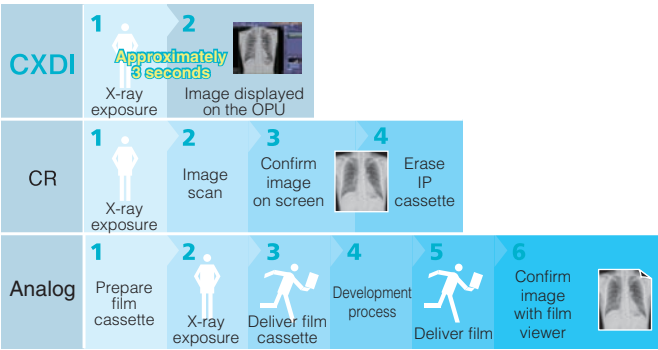 CXDI
1
2
Approximately
3 seconds
X-ray
exposure
Image displayed
on the OPU
CR
1
X-ray
exposure
2
Image
scan
3
Confirm
image
on screen
4
Erase
IP
cassette
Analog
1
Prepare
film
cassette
2
X-ray
exposure
3
Deliver film
cassette
4
Development
process
5
Deliver film
6
Confirm
image
with film
viewer